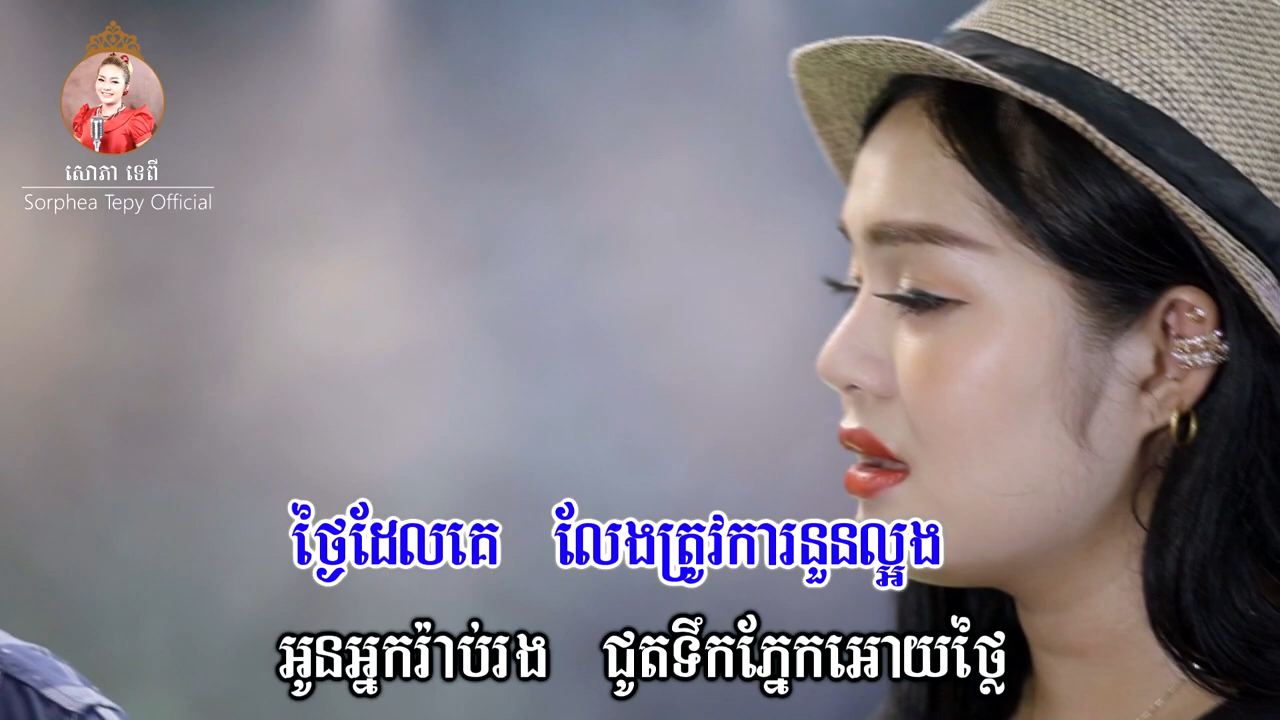 សោភា ទេពី
Sorphea Tepy Official
ថ្ងៃដែលគេ លែងត្រូវការនួនល្អង
អូនអ្នករ៉ាប់រង ជូតទឹកភ្នែកអោយថ្លៃ